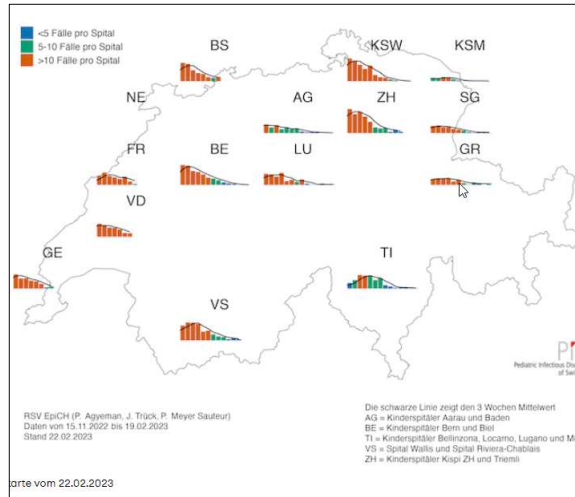 <5 Fälle pro Spital
5-10 Fälle pro Spital
>10 Fälle pro Spital
BS
KSW
KSM
NE
AG
ZH
SG
FR
BE
LU
GR
VD
GE
TI
VS
Pediatric Infectious
of
RSV EpiCH (P. Agyeman, J. Trück, P. Meyer Sauteur)
Daten von 15.11.2022 bis 19.02.2023
Stand 22.02.2023
Die schwarze Linie zeigt den 3 Wochen Mittelwert
AG = Kinderspitäler Aarau und Baden
BE = Kinderspitäler Bern und Biel
TI = Kinderspitäler Bellinzona, Locarno, Lugano und
VS = Spital Wallis und Spital Riviera-Chablais
ZH = Kinderspitäler Kispi ZH und Triemli
arte vom 22.02.2023